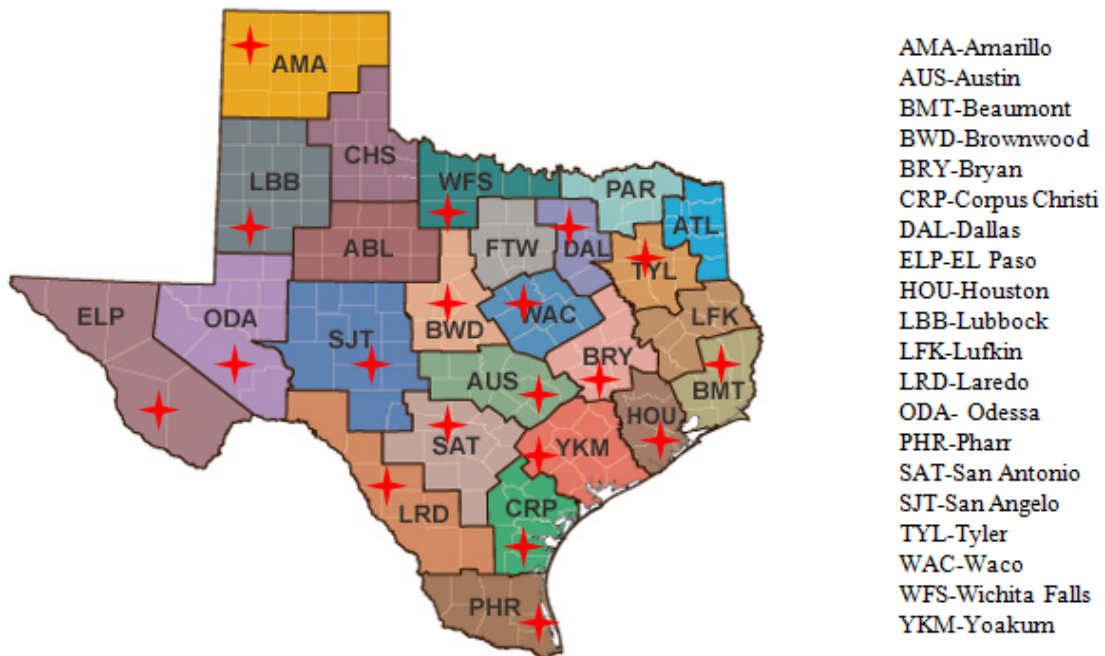 AMA
CHS
LBB
WFS
PAR
ATL
ABL
FTW
DAL
TYL
ELP
ODA
SJT
BWD
WAC
LFK
BRY
AUS
BMT
HOU
SAT
YKM
LRD
CRP
PHR
AMA-Amarillo
AUS-Austin
BMT-Beaumont
BWD-Brownwood
BRY-Bryan
CRP-Corpus Christi
DAL-Dallas
ELP-EL Paso
HOU-Houston
LBB-Lubbock
LFK-Lufkin
LRD-Laredo
ODA- Odessa
PHR-Pharr
SAT-San Antonio
SJT-San Angelo
TYL-Tyler
WAC-Waco
WFS-Wichita Falls
YKM-Yoakum